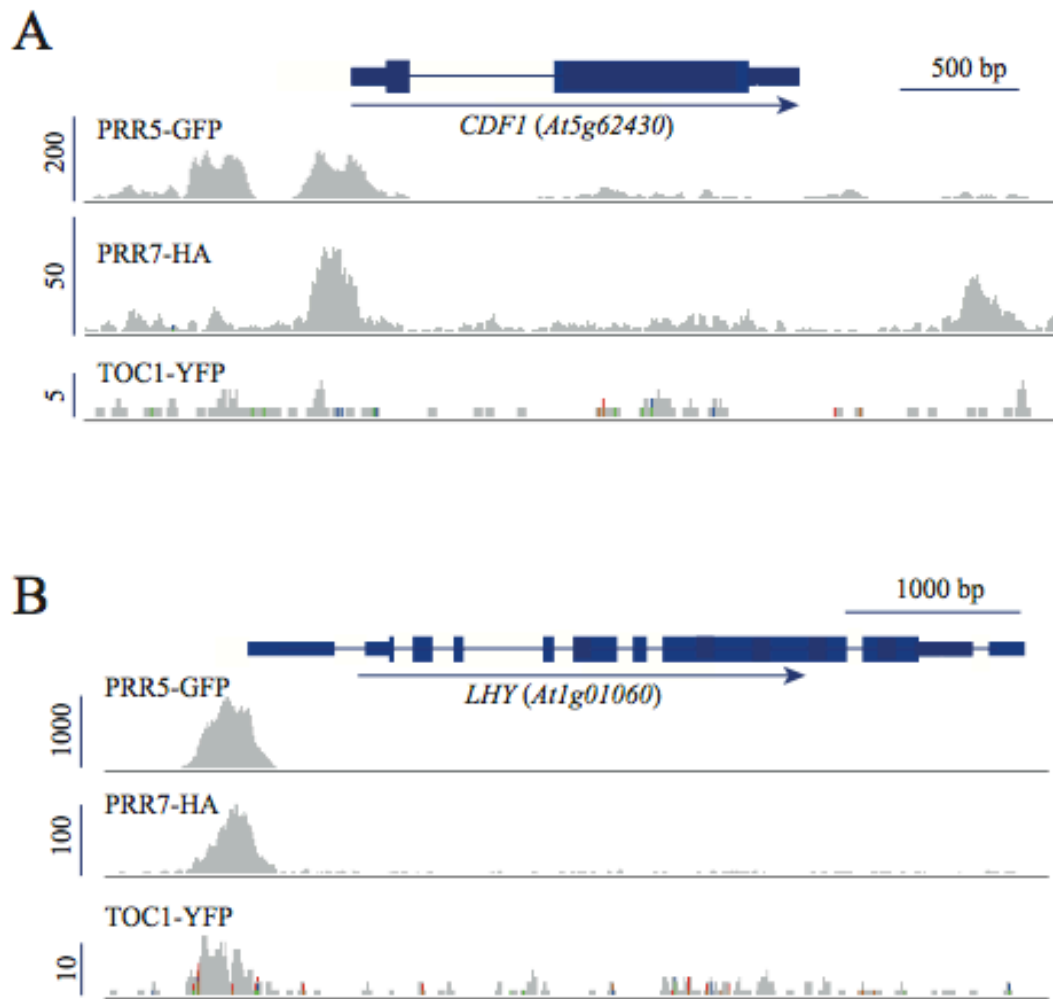 A
500 bp
CDF1 (At5g62430)
PRR5-GFP
200
PRR7-HA
50
TOC1-YFP
5
B
1000 bp
LHY (At1g01060)
PRR5-GFP
1000
PRR7-HA
100
TOC1-YFP
10